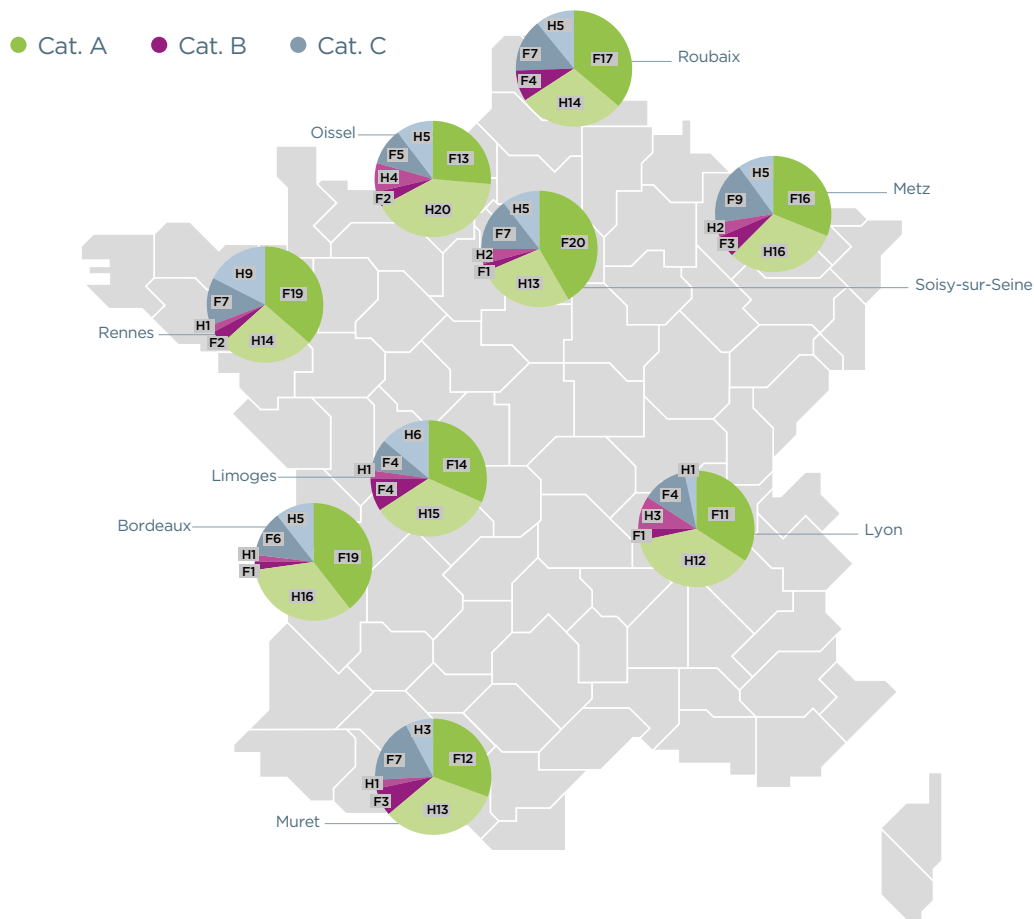 Cat. A Cat. B Cat. C
Roubaix
H5
F17
F7
F4
H14
Oissel
H5
F13
F5
H4
F2
H20
Metz
H5
F16
F9
H2
F3
H16
Soisy-sur-Seine
H5
F20
F7
H2
F1
H13
Rennes
H9
F19
F7
H1
F2
H14
Limoges
H6
F14
F4
H1
F4
H15
Bordeaux
H5
F19
F6
H1
F1
H16
Lyon
H1
F11
F4
H3
F1
H12
Muret
H3
F12
F7
H1
F3
H13